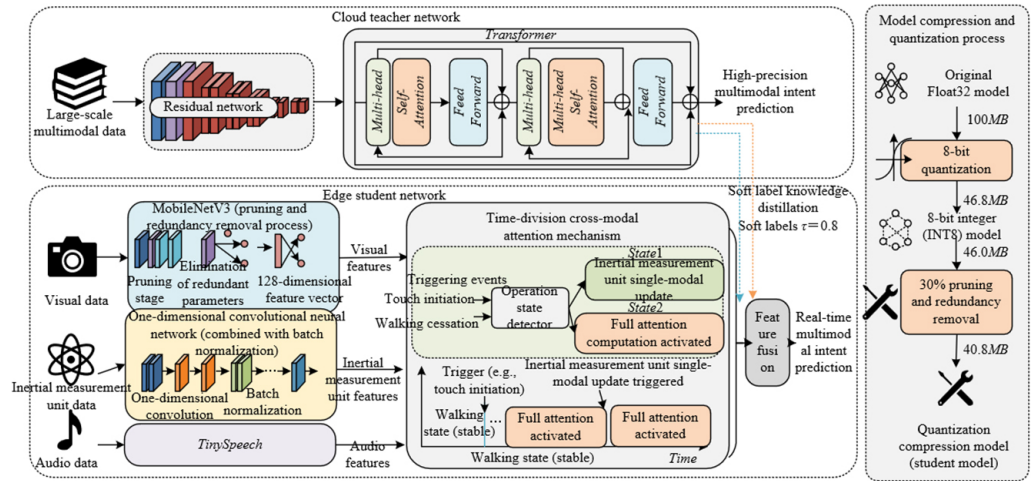 Cloud teacher network
Large-scale
multimodal data
Residual network
Transformer
Multi-head
Self-
Attention
Feed
Forward
Multi-head
Multi-head
Self-
Attention
Feed
Forward
High-precision
multimodal intent
prediction
Edge student network
Visual data
MobileNetV3 (pruning and
redundancy removal process)
Pruning
stage
Elimination
of redundant
parameters
128-dimensional
feature vector
Visual
features
Inertial measurement
unit data
One-dimensional convolutional neural
network (combined with batch
normalization)
One-dimensional
convolution
Batch
normalization
Inertial
measurement
unit features
Audio data
TinySpeech
Audio
features
Time-division cross-modal
attention mechanism
Triggering events
Touch initiation
Walking cessation
Operation
state
detector
State1
Inertial measurement
unit single-modal
update
State2
Full attention
computation activated
Trigger (e.g.,
touch initiation)
Inertial measurement unit single-
modal update triggered
Walking
state (stable)
...
Full attention
activated
Full attention
activated
Walking state (stable)
Time
Soft label knowledge
distillation
Soft labels τ=0.8
Feat
ure
fusi
on
Real-time
multimod
al intent
prediction
Model compression and
quantization process
Original
Float32 model
100MB
8-bit
quantization
46.8MB
8-bit integer
(INT8) model
46.0MB
30% pruning
and redundancy
removal
40.8MB
Quantization
compression model
(student model)